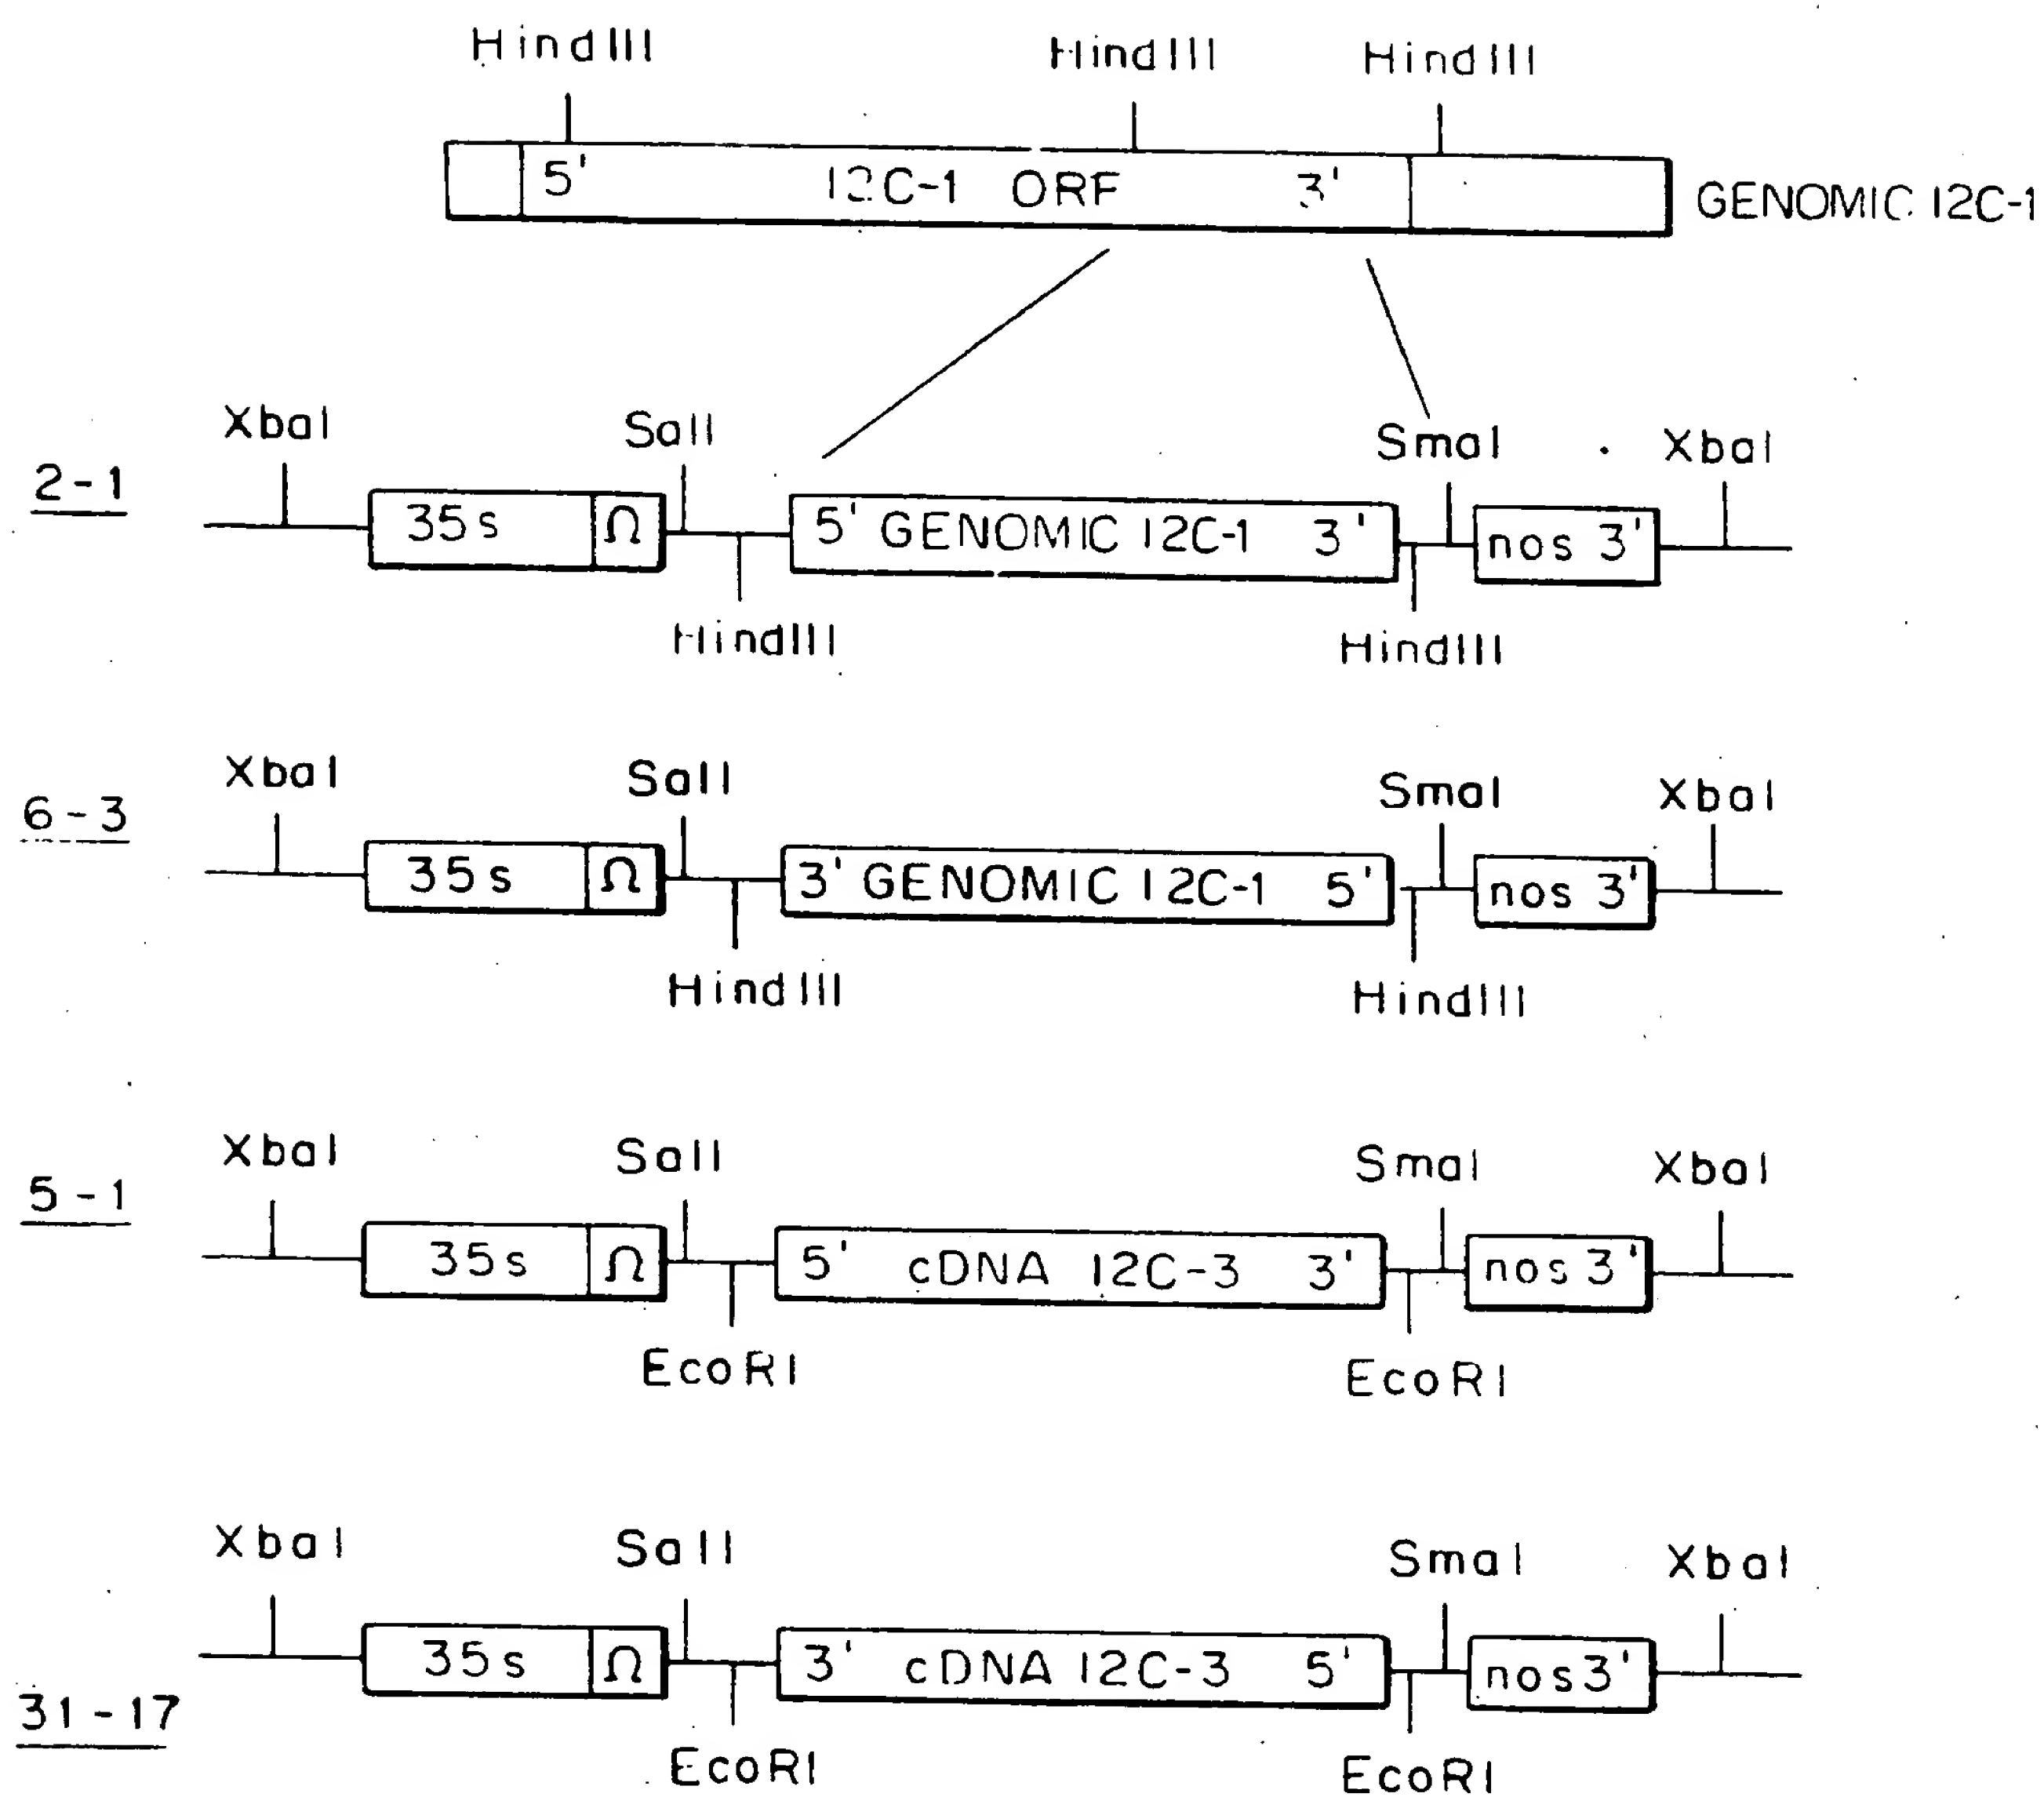 HindIII HindIII HindIII
5' I2C-1 ORF 3' GENOMIC I2C-1
XbaI SalI SmaI XbaI
2-1
35s Ω 5' GENOMIC I2C-1 3' nos 3'
HindIII HindIII
XbaI SalI SmaI XbaI
6-3
35s Ω 3' GENOMIC I2C-1 5' nos 3'
HindIII HindIII
XbaI SalI SmaI XbaI
5-1
35s Ω 5' cDNA I2C-3 3' nos 3'
EcoRI EcoRI
XbaI SalI SmaI XbaI
35s Ω 3' cDNA I2C-3 5' nos 3'
31-17
EcoRI EcoRI